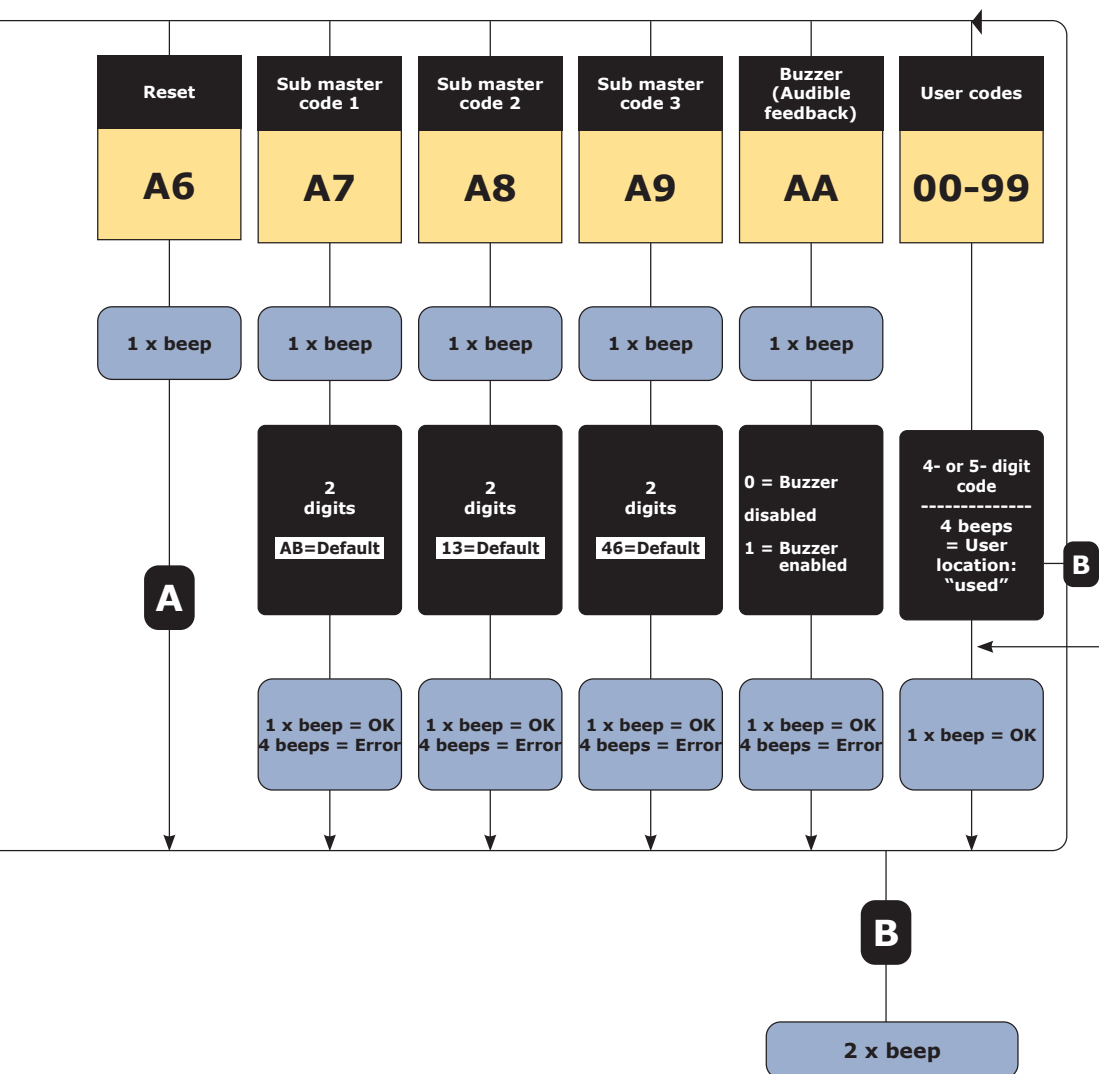 Reset
A6
1 x beep
A
Sub master
code 1
A7
1 x beep
2
digits
AB=Default
1 x beep = OK
4 beeps = Error
Sub master
code 2
A8
1 x beep
2
digits
13=Default
1 x beep = OK
4 beeps = Error
Sub master
code 3
A9
1 x beep
2
digits
46=Default
1 x beep = OK
4 beeps = Error
Buzzer
(Audible
feedback)
AA
1 x beep
0 = Buzzer
disabled
1 = Buzzer
enabled
1 x beep = OK
4 beeps = Error
User codes
00-99
4- or 5- digit
code
--------------
4 beeps
= User
location:
“used”
B
1 x beep = OK
B
2 x beep